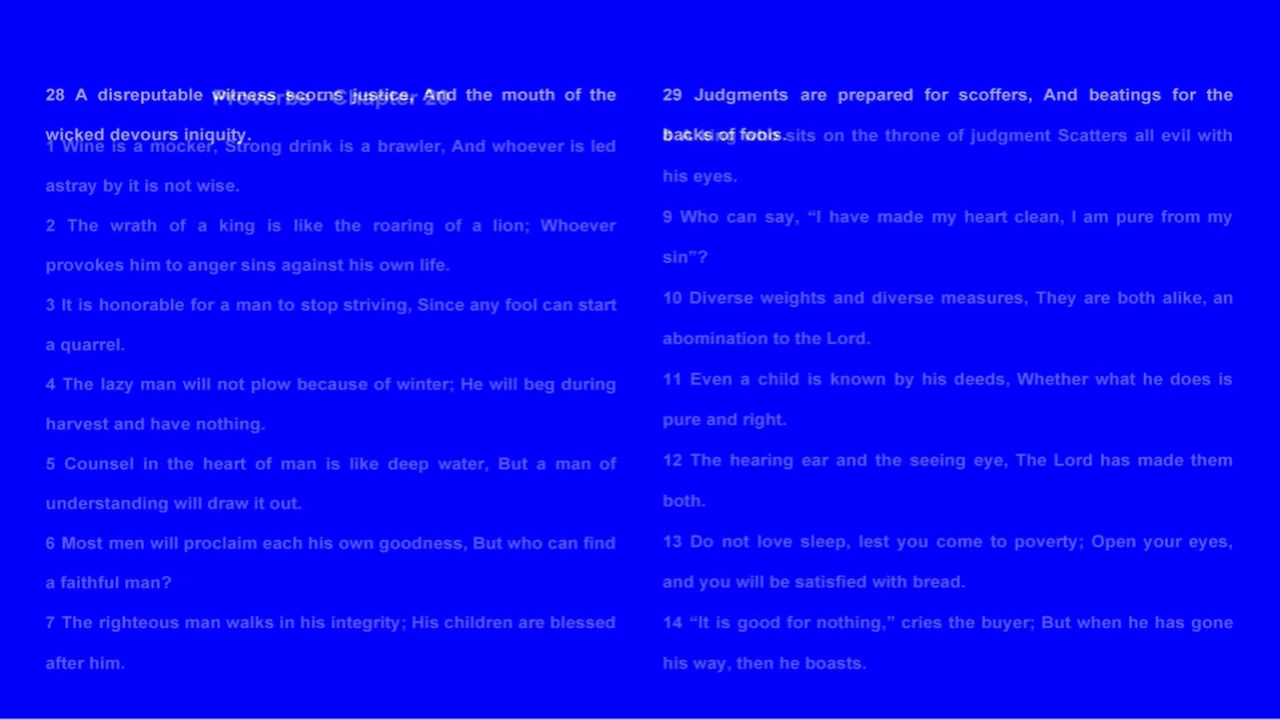 28 A disreputable witness scorns justice, And the mouth of the
wicked devours iniquity.
Proverbs - Chapter 20
1 Wine is a mocker, Strong drink is a brawler, And whoever is led
astray by it is not wise.
2 The wrath of a king is like the roaring of a lion; Whoever
provokes him to anger sins against his own life.
3 It is honorable for a man to stop striving, Since any fool can start
a quarrel.
4 The lazy man will not plow because of winter; He will beg during
harvest and have nothing.
5 Counsel in the heart of man is like deep water, But a man of
understanding will draw it out.
6 Most men will proclaim each his own goodness, But who can find
a faithful man?
7 The righteous man walks in his integrity; His children are blessed
after him.
29 Judgments are prepared for scoffers, And beatings for the
backs of fools.
sits on the throne of judgment Scatters all evil with
his eyes.
9 Who can say, “I have made my heart clean, I am pure from my
sin”?
10 Diverse weights and diverse measures, They are both alike, an
abomination to the Lord.
11 Even a child is known by his deeds, Whether what he does is
pure and right.
12 The hearing ear and the seeing eye, The Lord has made them
both.
13 Do not love sleep, lest you come to poverty; Open your eyes,
and you will be satisfied with bread.
14 “It is good for nothing,” cries the buyer; But when he has gone
his way, then he boasts.